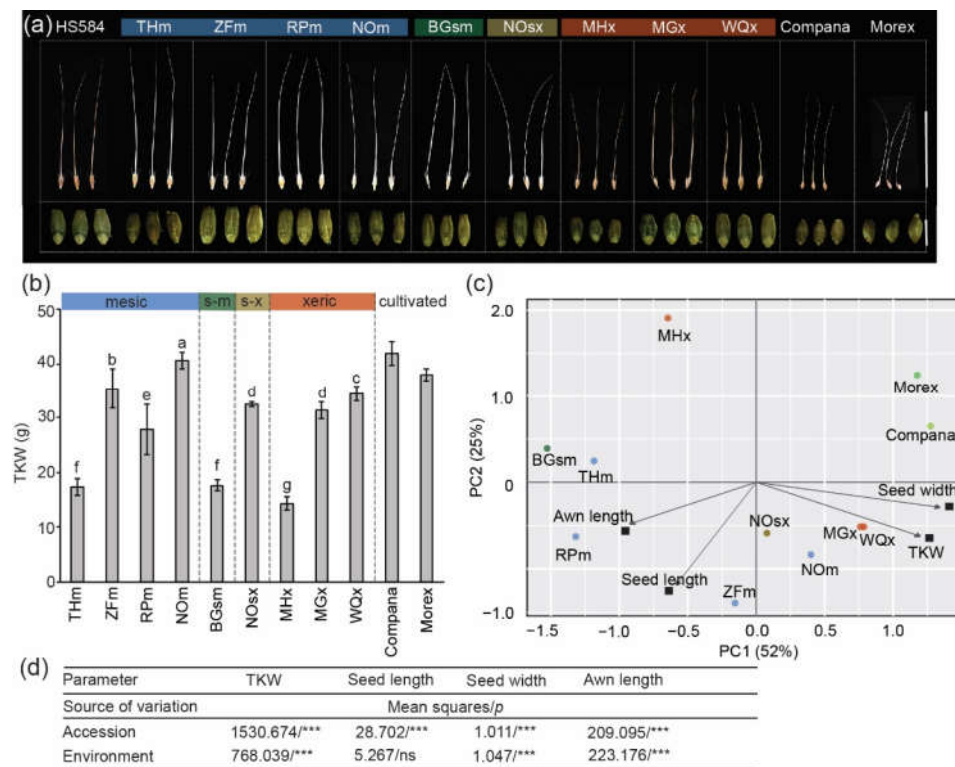 (a) HS584 THm ZFm RPm NOm BGsm NOsx MHx MGx WQx Compana Morex
(b)
mesic s-m s-x xeric cultivated
TKW (g)
50
40
30
20
10
0
f b e a f d g d c
THm ZFm RPm NOm BGsm NOsx MHx MGx WQx Compana Morex
(c)
PC2 (25%)
2.0
1.0
0
−1.0
MHx
Morex
Compana
BGsm
THm
Seed width
Awn length
NOsx
MGx
WQx
TKW
RPm
NOm
Seed length
ZFm
−1.5 −1.0 −0.5 0.0 0.5 1.0
PC1 (52%)
(d)
Parameter TKW Seed length Seed width Awn length
Source of variation Mean squares/p
Accession 1530.674/*** 28.702/*** 1.011/*** 209.095/***
Environment 768.039/*** 5.267/ns 1.047/*** 223.176/***